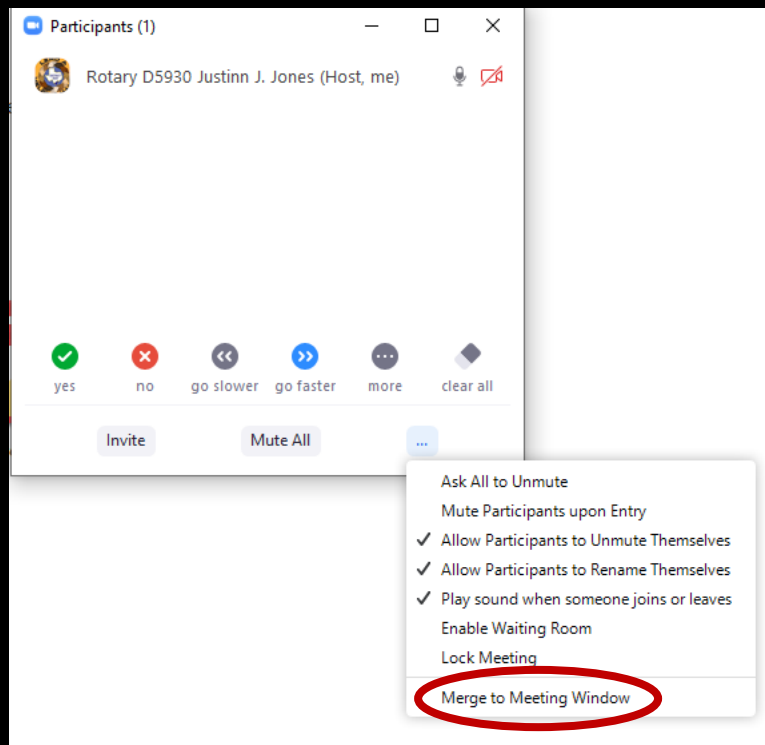 Participants (1)
Rotary D5930 Justinn J. Jones (Host, me)
yes no go slower go faster more clear all
Invite Mute All ...
Ask All to Unmute
Mute Participants upon Entry
Allow Participants to Unmute Themselves
Allow Participants to Rename Themselves
Play sound when someone joins or leaves
Enable Waiting Room
Lock Meeting
Merge to Meeting Window